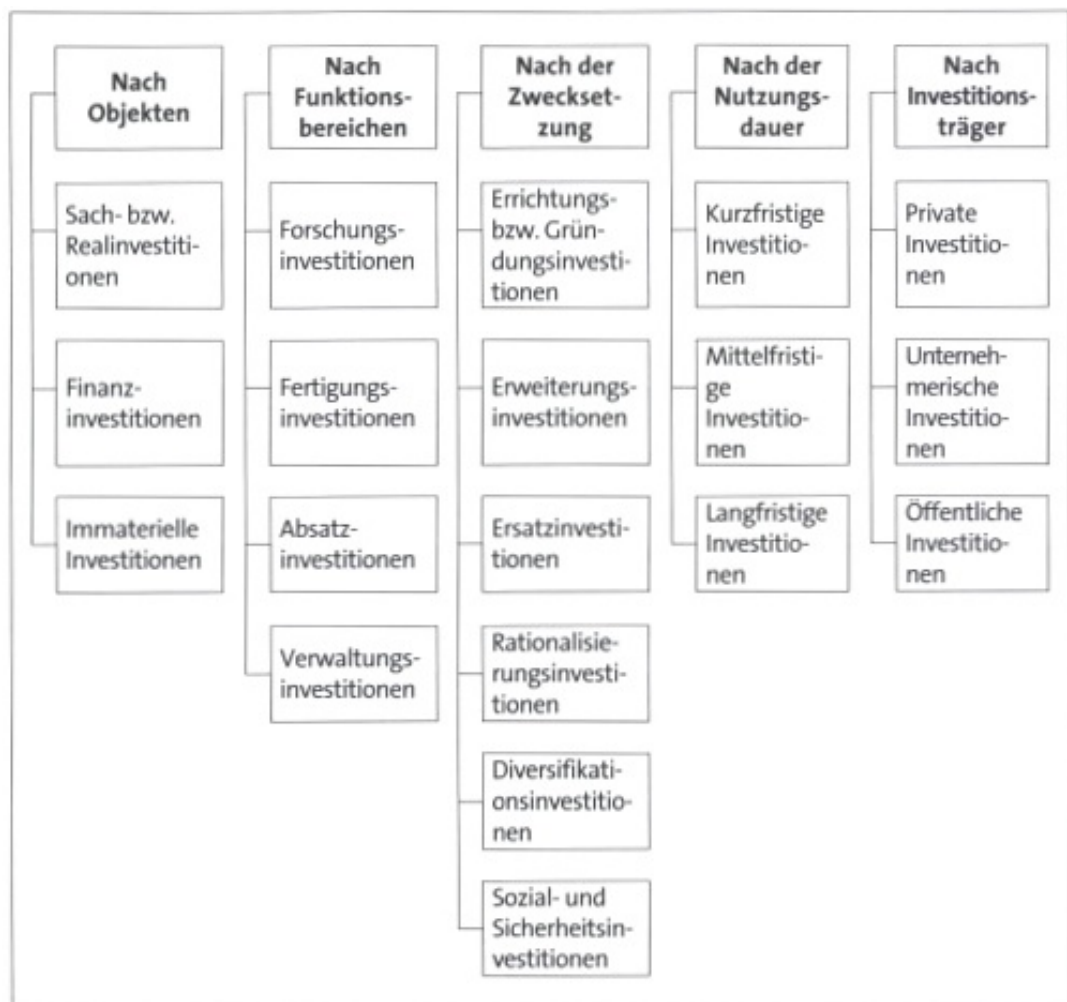 Nach
Objekten
Sach- bzw.
Realinvestiti-
onen
Finanz-
investitionen
Immaterielle
Investitionen
Nach
Funktions-
bereichen
Forschungs-
investitionen
Fertigungs-
investitionen
Absatz-
investitionen
Verwaltungs-
investitionen
Nach der
Zwecksset-
zung
Errichtungs-
bzw. Grün-
dungsinvesti-
tionen
Erweiterungs-
investitionen
Ersatzinvesti-
tionen
Rationalisie-
rungsinvesti-
tionen
Diversifikati-
onsinvestitio-
nen
Sozial- und
Sicherheitsin-
vestitionen
Nach der
Nutzungs-
dauer
Kurzfristige
Investitio-
nen
Mittelfristi-
ge
Investitio-
nen
Langfristige
Investitio-
nen
Nach
Investitions-
träger
Private
Investitio-
nen
Unterneh-
merische
Investitio-
nen
Öffentliche
Investitio-
nen